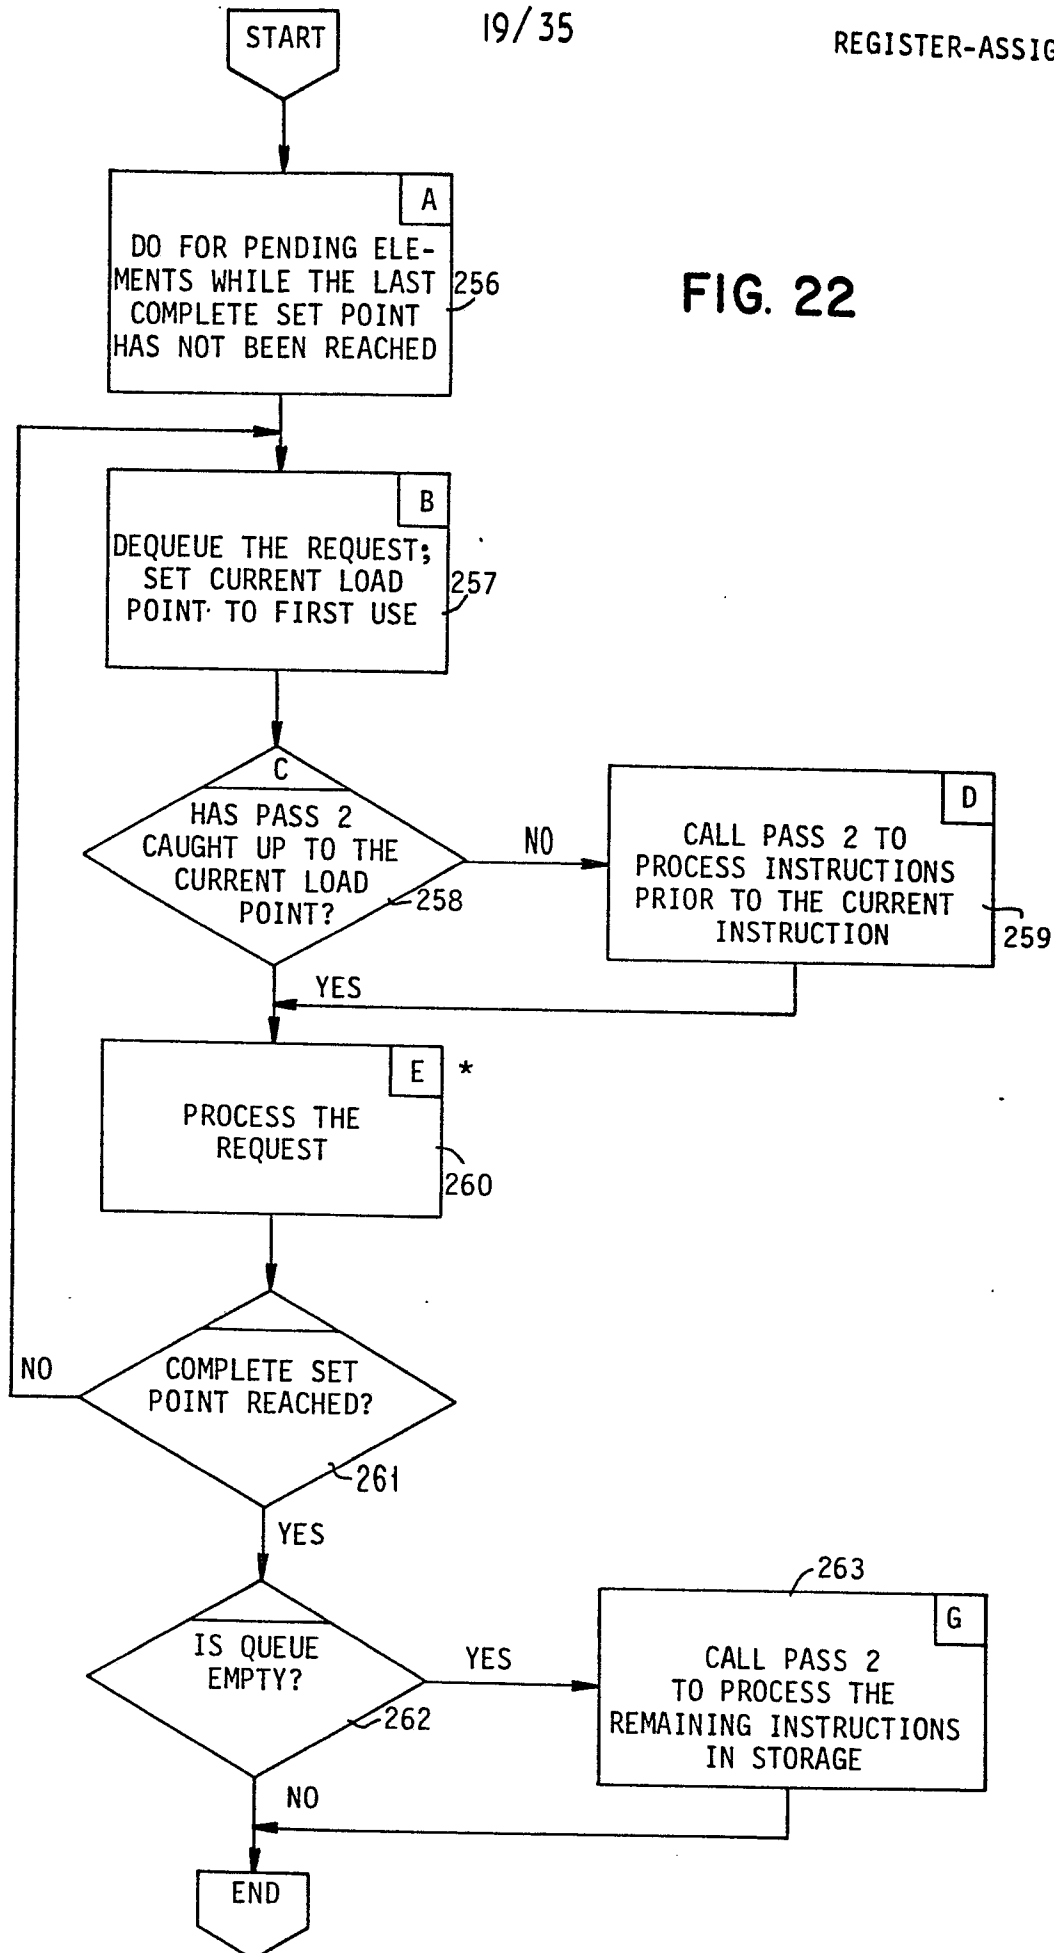 19/35
START
A
DO FOR PENDING ELE-
MENTS WHILE THE LAST
COMPLETE SET POINT
HAS NOT BEEN REACHED
256
FIG. 22
B
DEQUEUE THE REQUEST;
SET CURRENT LOAD
POINT TO FIRST USE
257
C
HAS PASS 2
CAUGHT UP TO THE
CURRENT LOAD
POINT?
258
NO
D
CALL PASS 2 TO
PROCESS INSTRUCTIONS
PRIOR TO THE CURRENT
INSTRUCTION
259
YES
E
*
PROCESS THE
REQUEST
260
NO
COMPLETE SET
POINT REACHED?
261
YES
IS QUEUE
EMPTY?
262
YES
263
G
CALL PASS 2
TO PROCESS THE
REMAINING INSTRUCTIONS
IN STORAGE
NO
END